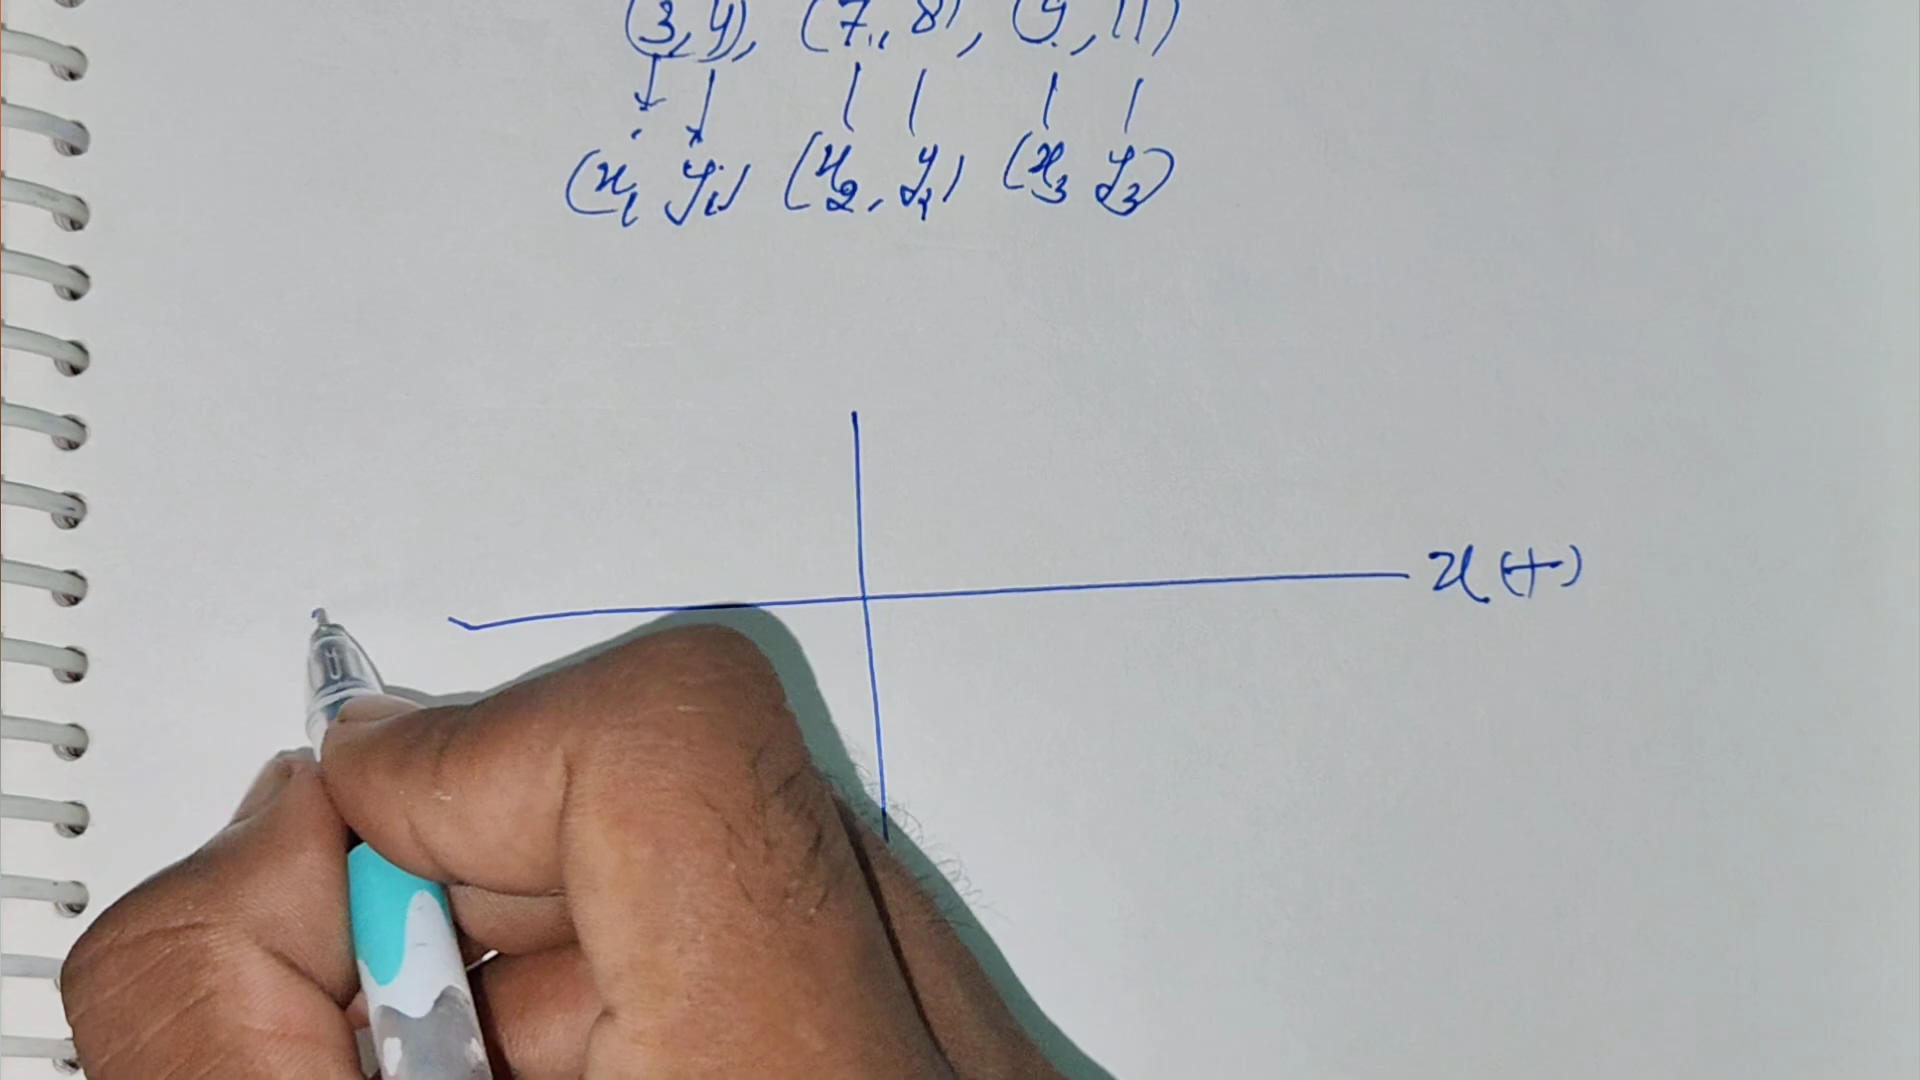 (3, 4), (7, 8), (9, 11)
(x₁ y₁) (x₂, y₂) (x₃ y₃)
x (+)